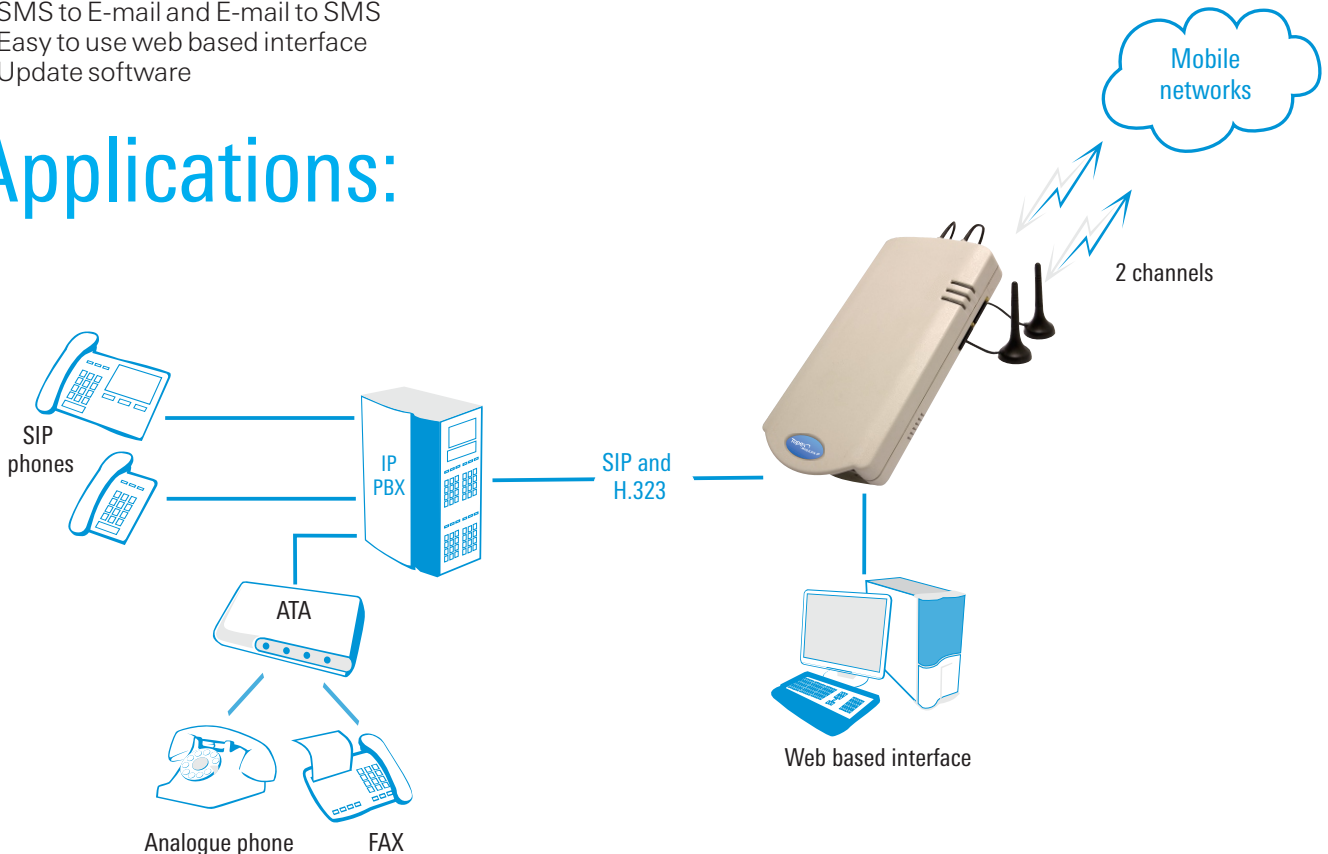 SMS to E-mail and E-mail to SMS
Easy to use web based interface
Update software
Applications:
Mobile
networks
2 channels
SIP
phones
IP
PBX
SIP and
H.323
Topex
ATA
Web based interface
Analogue phone
FAX